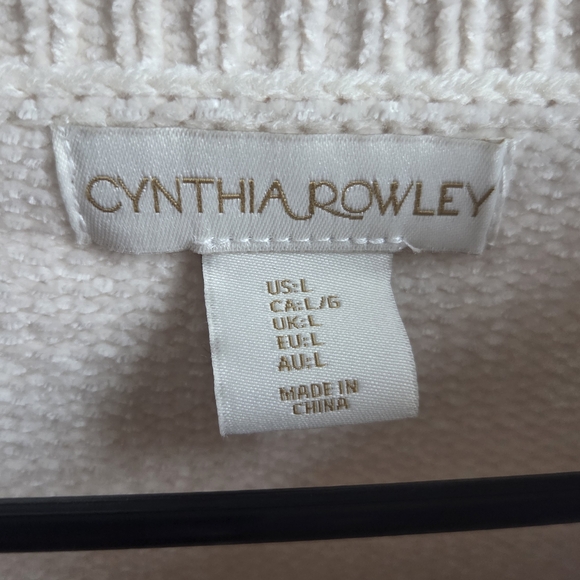 CYNTHIA ROWLEY
US:L
CA:L/G
UK:L
EU:L
AU:L
MADE IN
CHINA